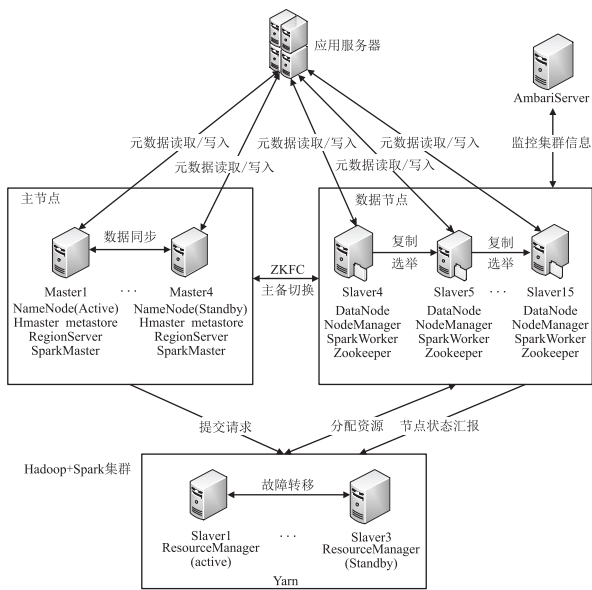 应用服务器
AmbariServer
元数据读取/写入
元数据读取/写入
元数据读取/写入
监控集群信息
元数据读取/写入
元数据读取/写入
主节点
数据节点
数据同步
复制
选举
复制
选举
Master1
···
Master4
NameNode(Active)
Hmaster metastore
RegionServer
SparkMaster
NameNode(Standby)
Hmaster metastore
RegionServer
SparkMaster
ZKFC
主备切换
Slaver4
DataNode
NodeManager
SparkWorker
Zookeeper
Slaver5
DataNode
NodeManager
SparkWorker
Zookeeper
···
Slaver15
DataNode
NodeManager
SparkWorker
Zookeeper
提交请求
分配资源
节点状态汇报
Hadoop+Spark集群
故障转移
Slaver1
ResourceManager
(active)
···
Slaver3
ResourceManager
(Standby)
Yarn